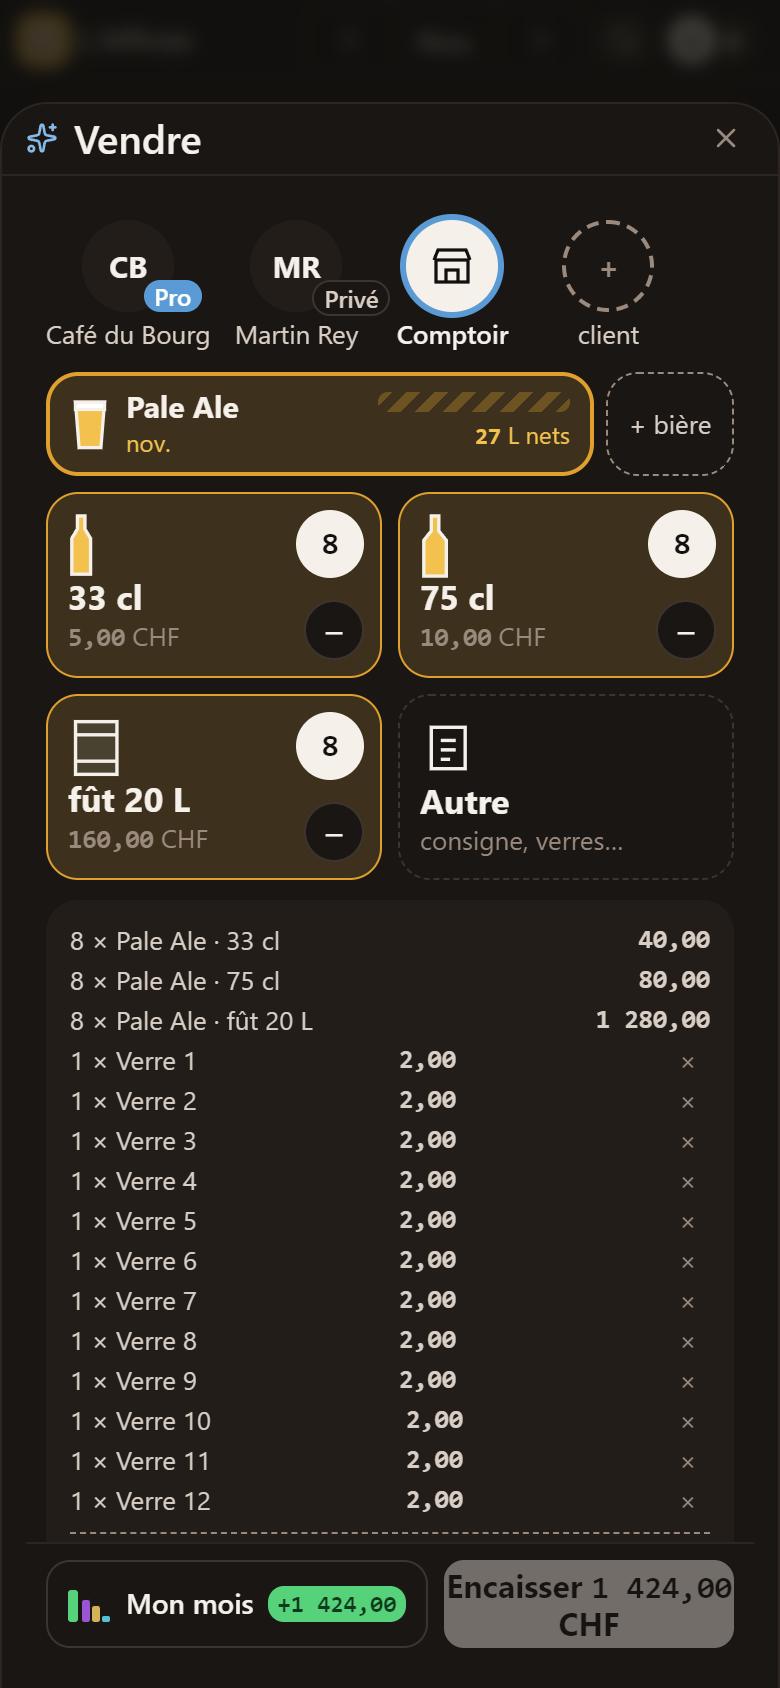 Vendre
×
CB
Pro
Café du Bourg
MR
Privé
Martin Rey
Comptoir
+
client
Pale Ale
nov.
27 L nets
+ bière
8
33 cl
5,00 CHF
–
8
75 cl
10,00 CHF
–
8
fût 20 L
160,00 CHF
–
Autre
consigne, verres...
8 × Pale Ale · 33 cl 40,00
8 × Pale Ale · 75 cl 80,00
8 × Pale Ale · fût 20 L 1 280,00
1 × Verre 1 2,00 ×
1 × Verre 2 2,00 ×
1 × Verre 3 2,00 ×
1 × Verre 4 2,00 ×
1 × Verre 5 2,00 ×
1 × Verre 6 2,00 ×
1 × Verre 7 2,00 ×
1 × Verre 8 2,00 ×
1 × Verre 9 2,00 ×
1 × Verre 10 2,00 ×
1 × Verre 11 2,00 ×
1 × Verre 12 2,00 ×
Mon mois +1 424,00
Encaisser 1 424,00
CHF